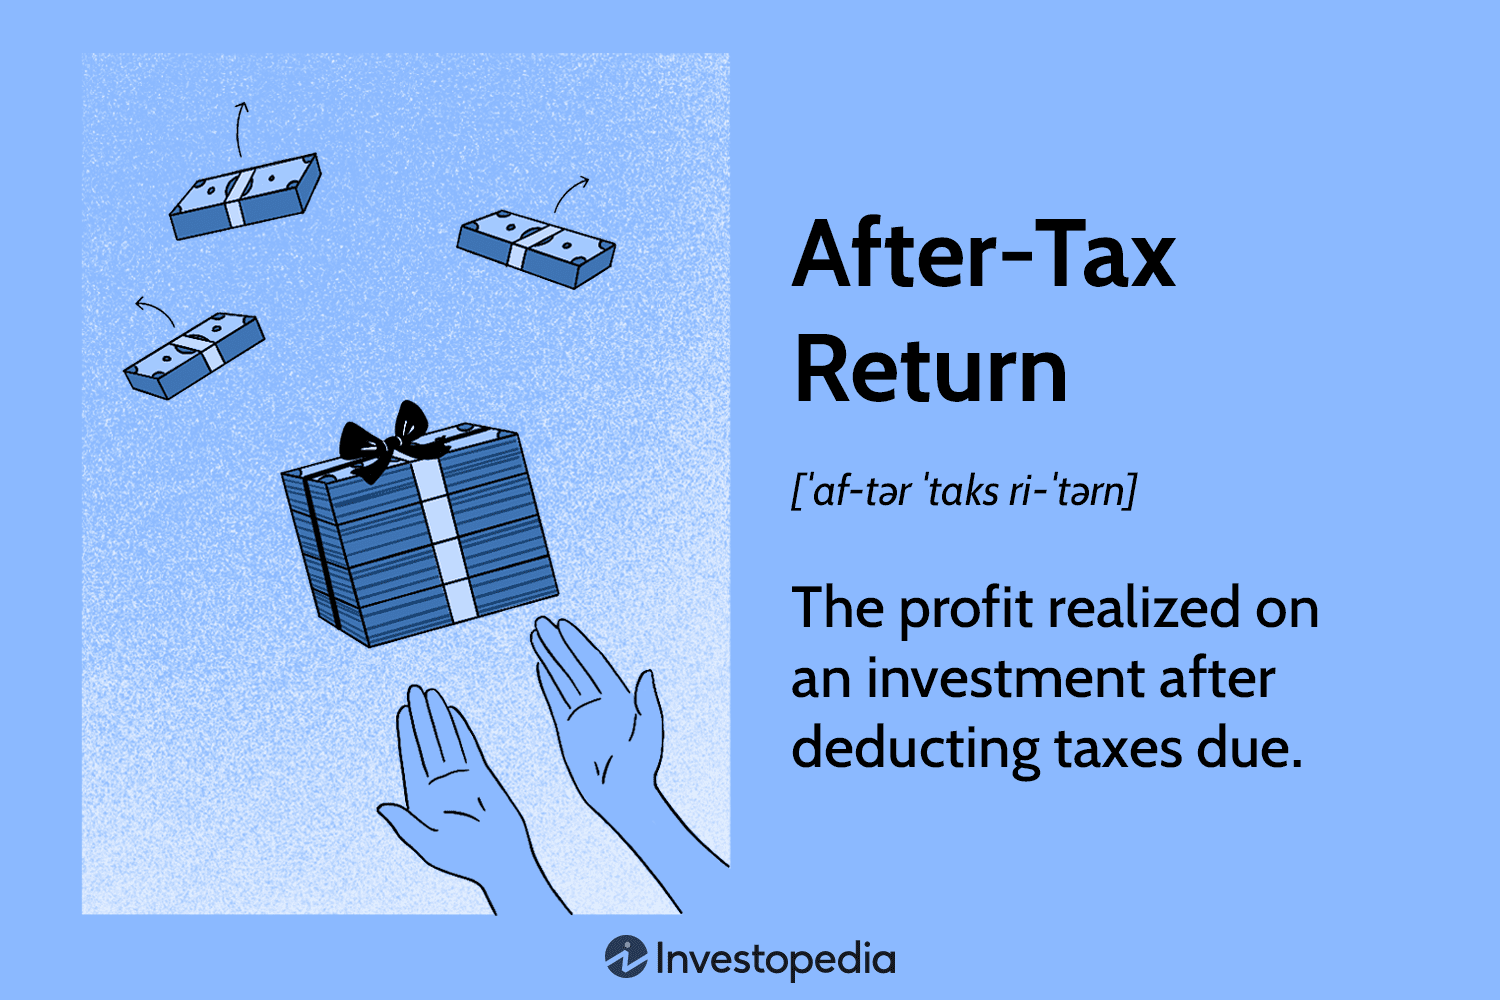 After-Tax
Return
[ˈaf-tər ˈtaks ri-ˈtərn]
The profit realized on
an investment after
deducting taxes due.
Investopedia